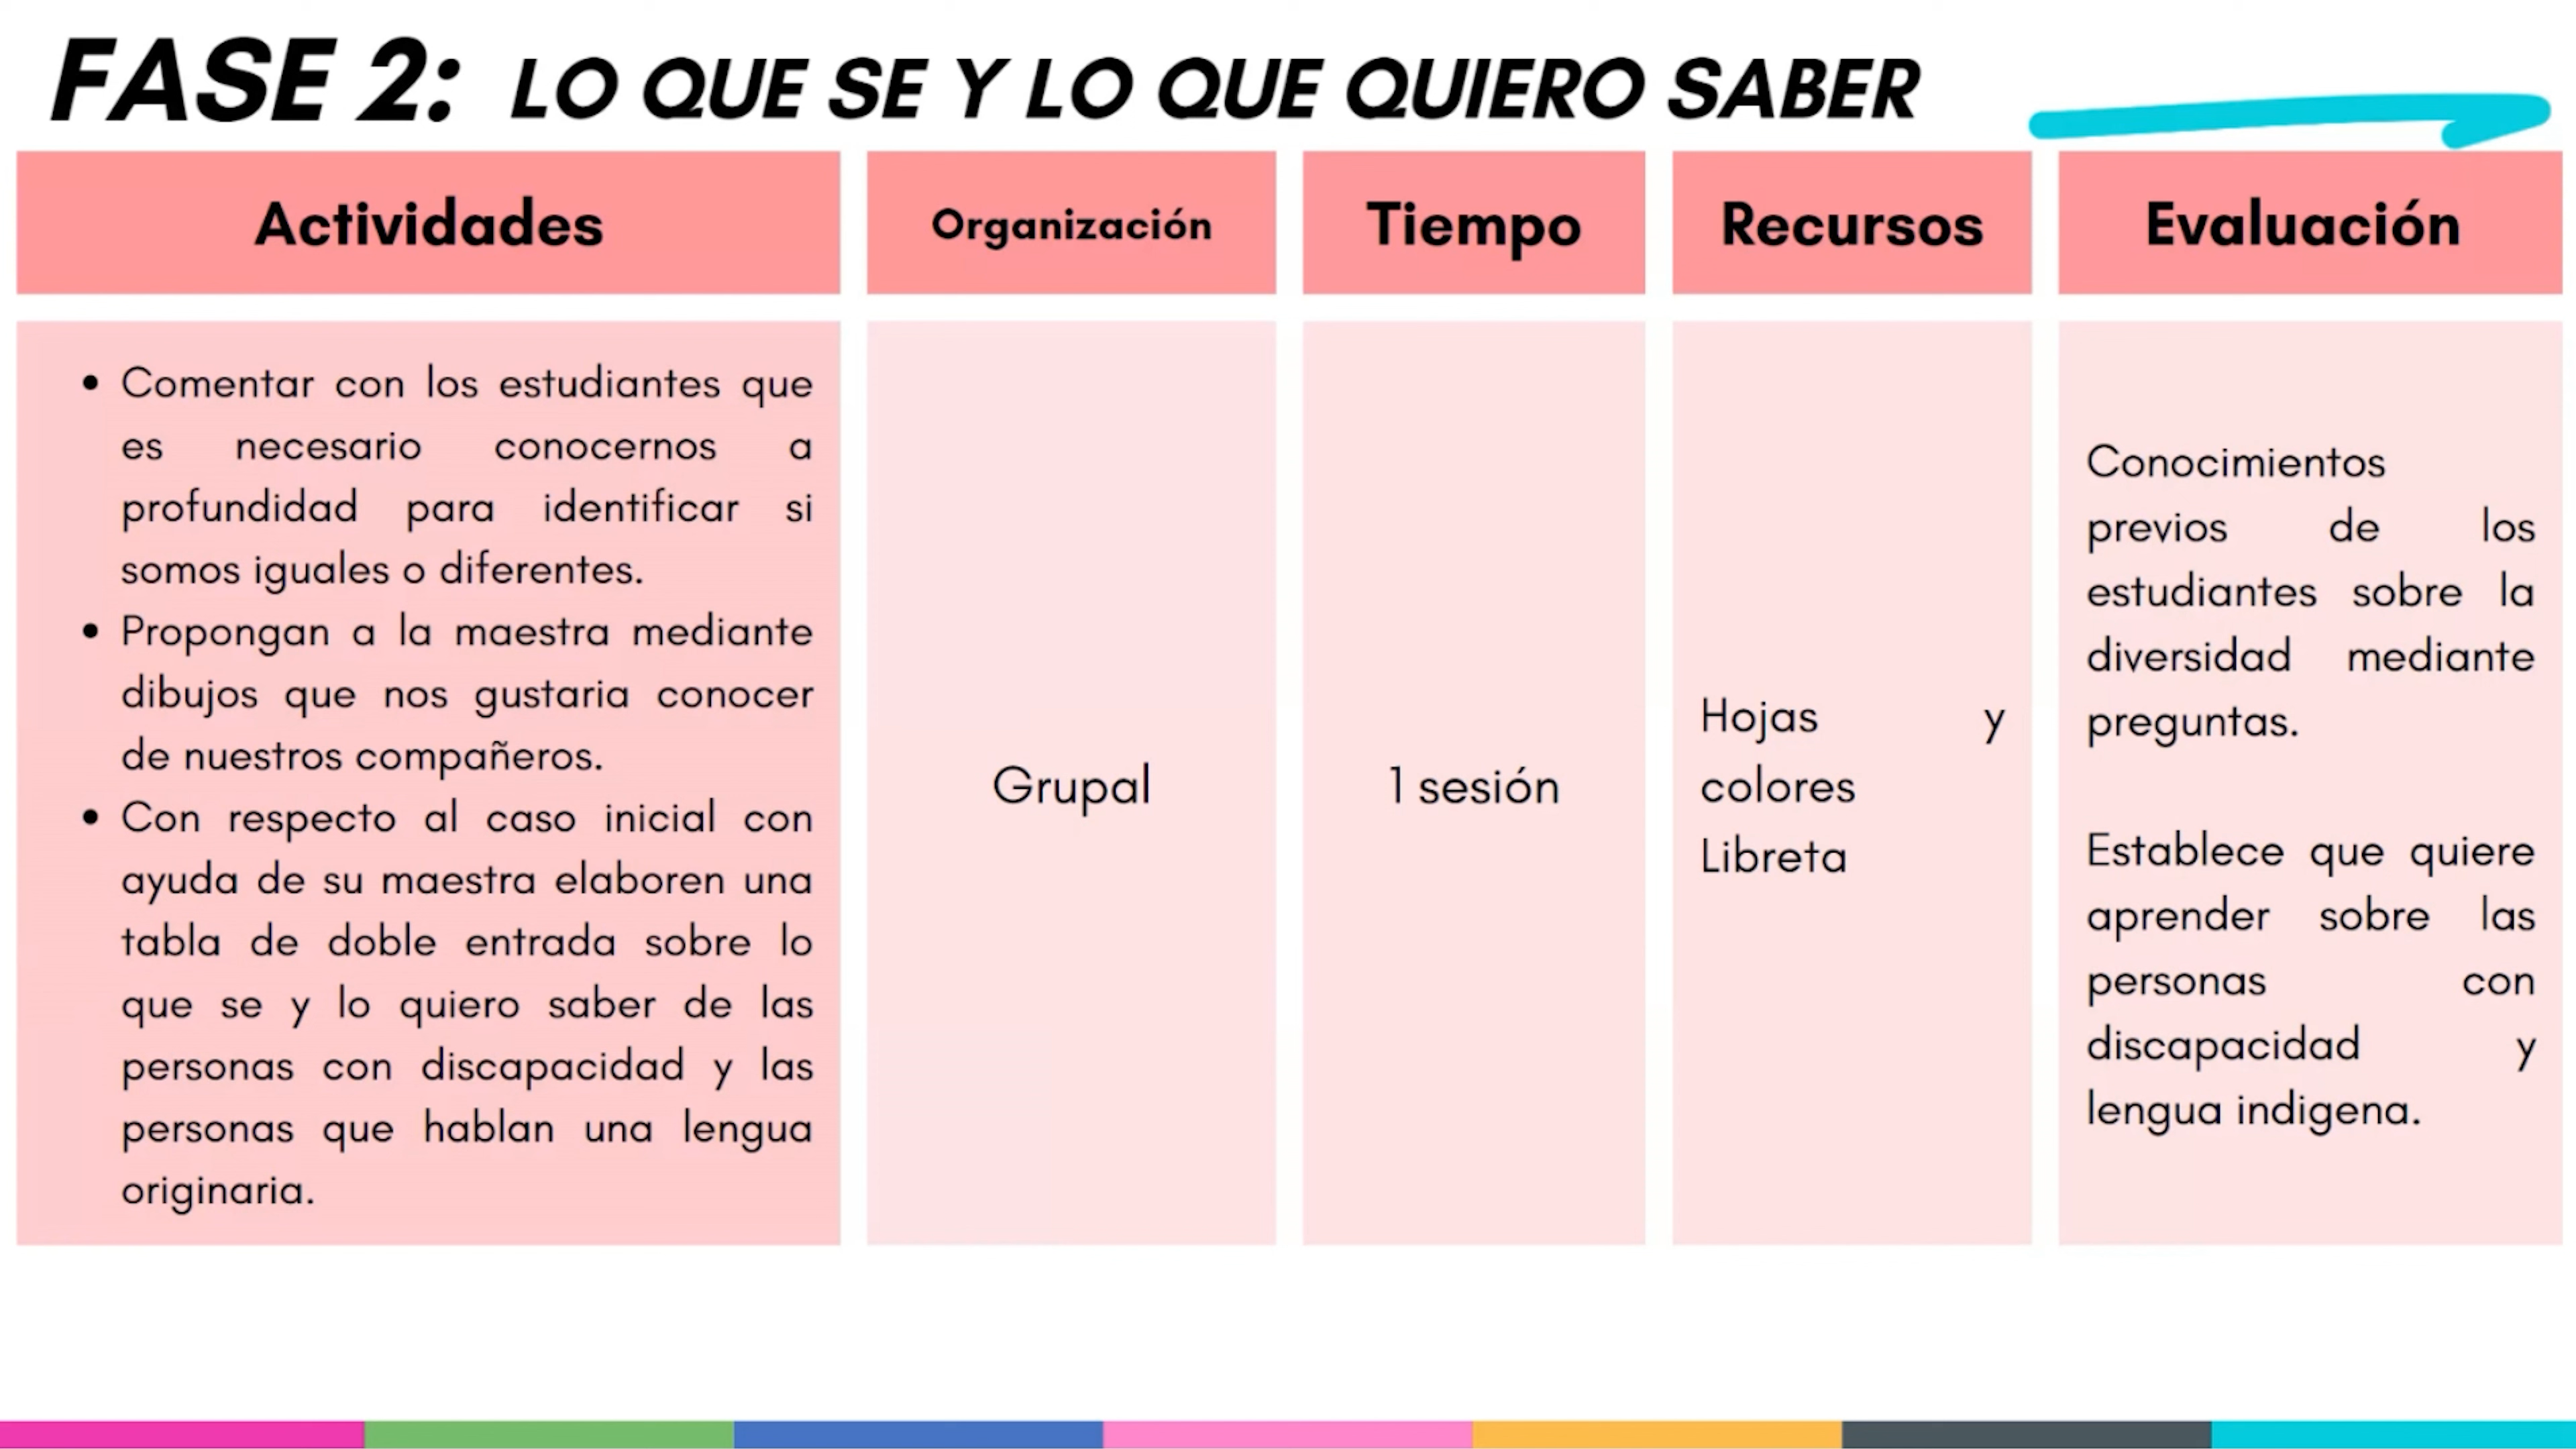 FASE 2: LO QUE SE Y LO QUE QUIERO SABER
Actividades
Organización
Tiempo
Recursos
Evaluación
• Comentar con los estudiantes que
es necesario conocernos a
profundidad para identificar si
somos iguales o diferentes.
• Propongan a la maestra mediante
dibujos que nos gustaria conocer
de nuestros compañeros.
• Con respecto al caso inicial con
ayuda de su maestra elaboren una
tabla de doble entrada sobre lo
que se y lo quiero saber de las
personas con discapacidad y las
personas que hablan una lengua
originaria.
Grupal
1 sesión
Hojas y
colores
Libreta
Conocimientos
previos de los
estudiantes sobre la
diversidad mediante
preguntas.
Establece que quiere
aprender sobre las
personas con
discapacidad y
lengua indigena.